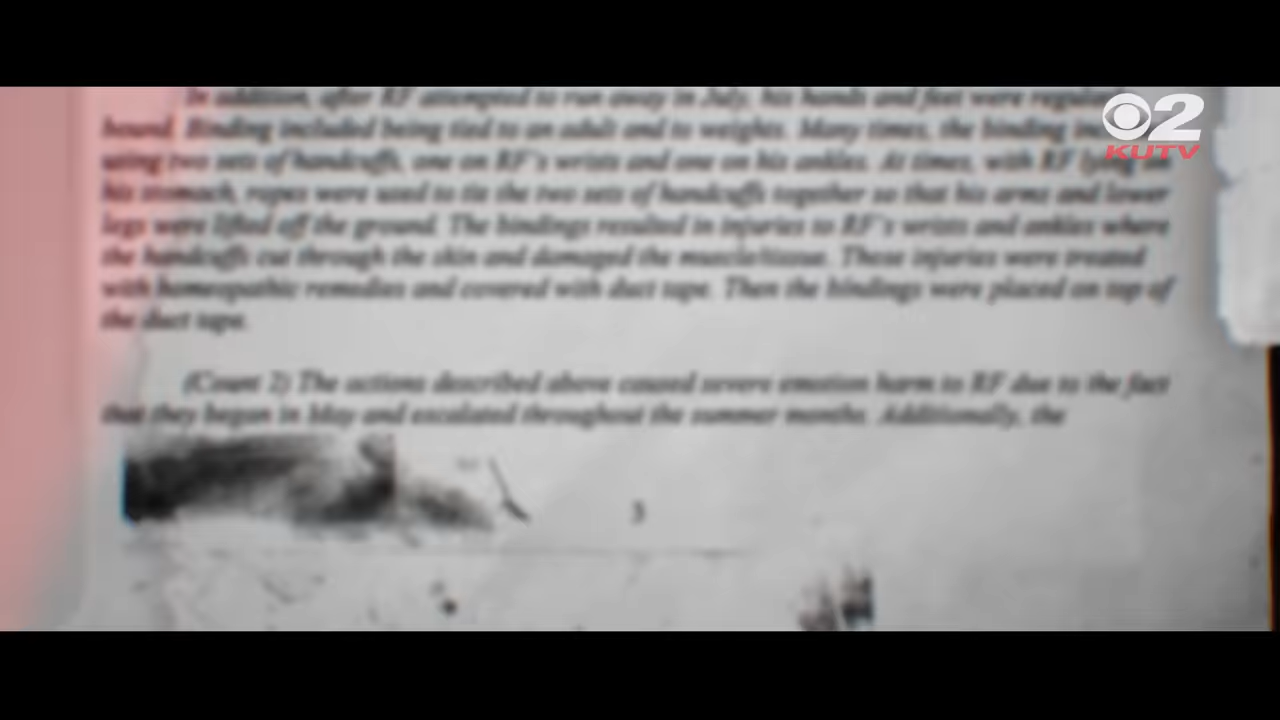 In addition, after RF attempted to run away in July, his hands and feet were
bound. Binding included being tied to an adult and to weights. Many times, the binding
using two sets of handcuffs, one on RF's wrists and one on his ankles. At times, with RF lying on
his stomach, ropes were used to tie the two sets of handcuffs together so that his arms and lower
legs were lifted off the ground. The bindings resulted in injuries to RF's wrists and ankles where
the handcuffs cut through the skin and damaged the muscle/tissue. These injuries were treated
with homeopathic remedies and covered with duct tape. Then the bindings were placed on top of
the duct tape.
(Count 2) The actions described above caused severe emotion harm to RF due to the fact
that they began in May and escalated throughout the summer months. Additionally, the
3
2
KUTV